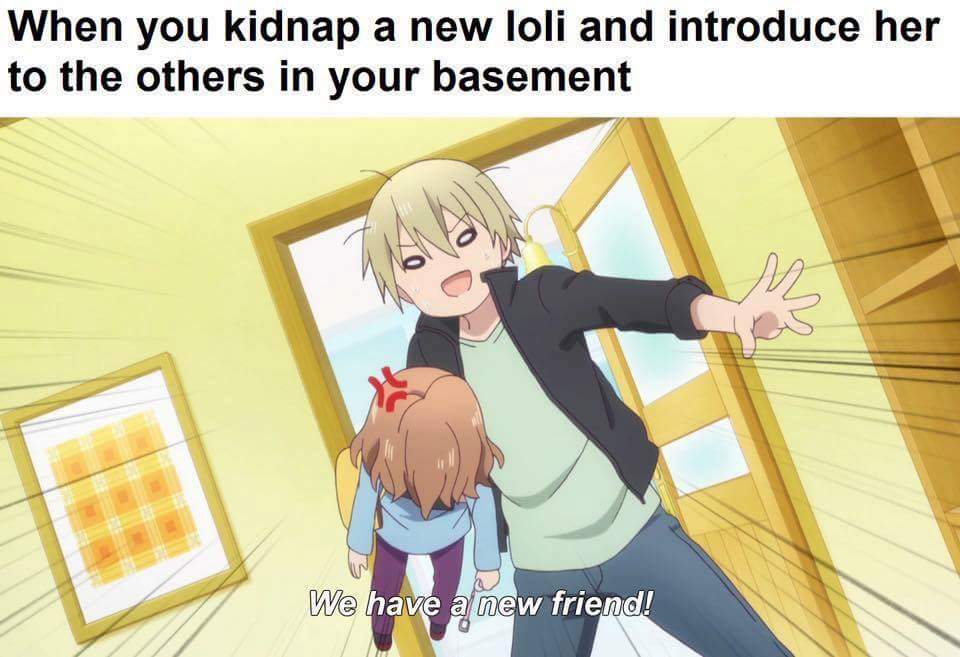 When you kidnap a new loli and introduce her
to the others in your basement
We have a new friend!